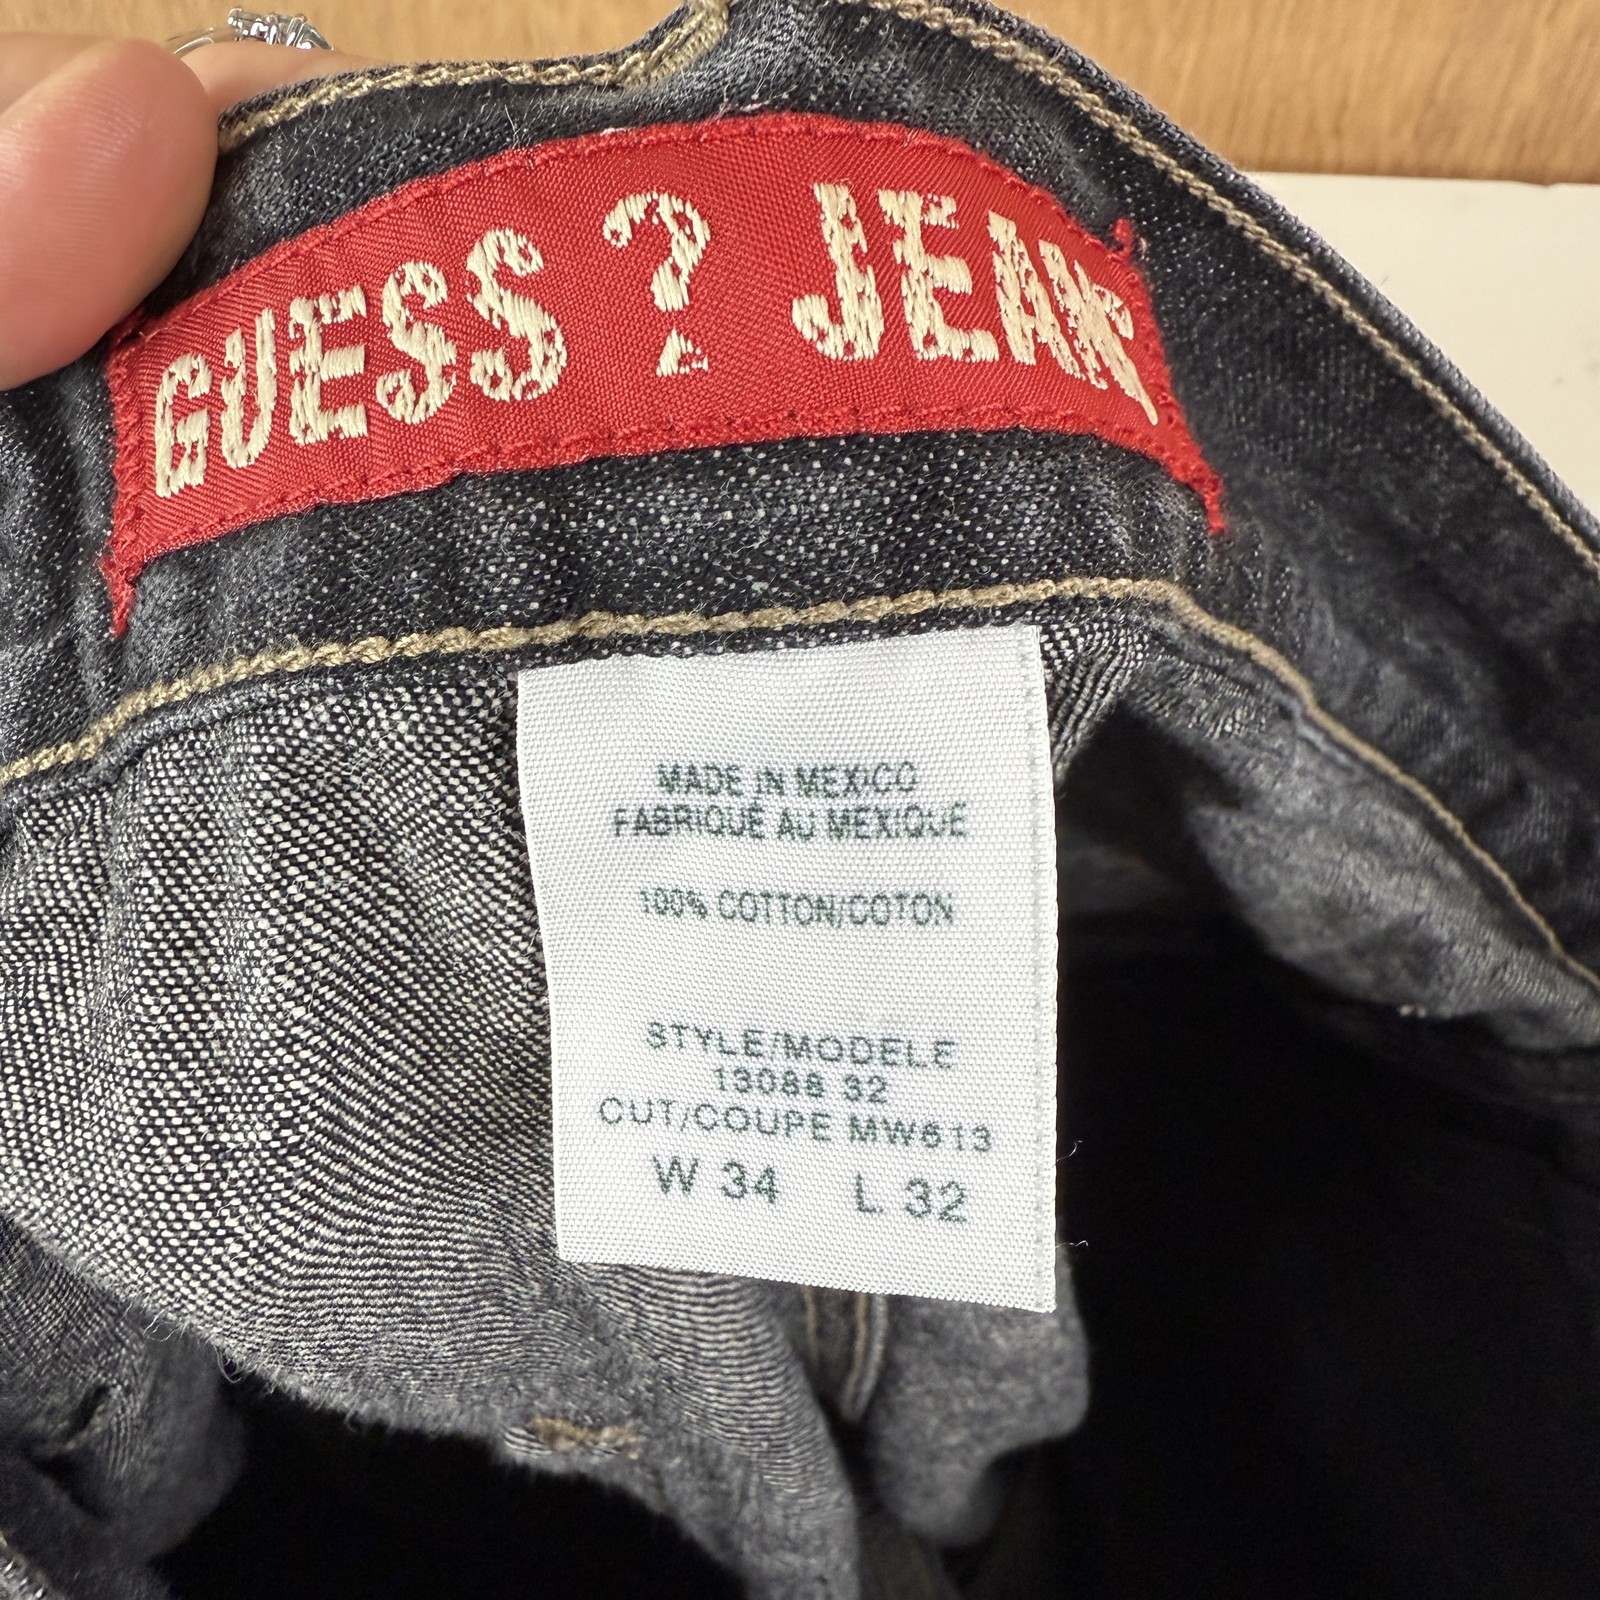 GUESS ? JEANS
MADE IN MEXICO
FABRIQUÉ AU MEXIQUE
100% COTTON/COTON
STYLE/MODELE
13088 32
CUT/COUPE MW613
W 34 L 32